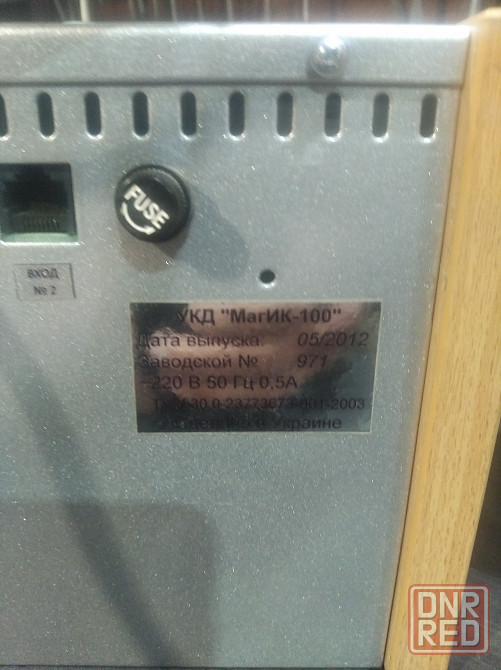 FUSE
ВХОД
№ 2
УКД "МагИК-100"
Дата выпуска: 05/2012
Заводской № 971
~220 В 50 Гц 0,5А
Украине
DNR
RED